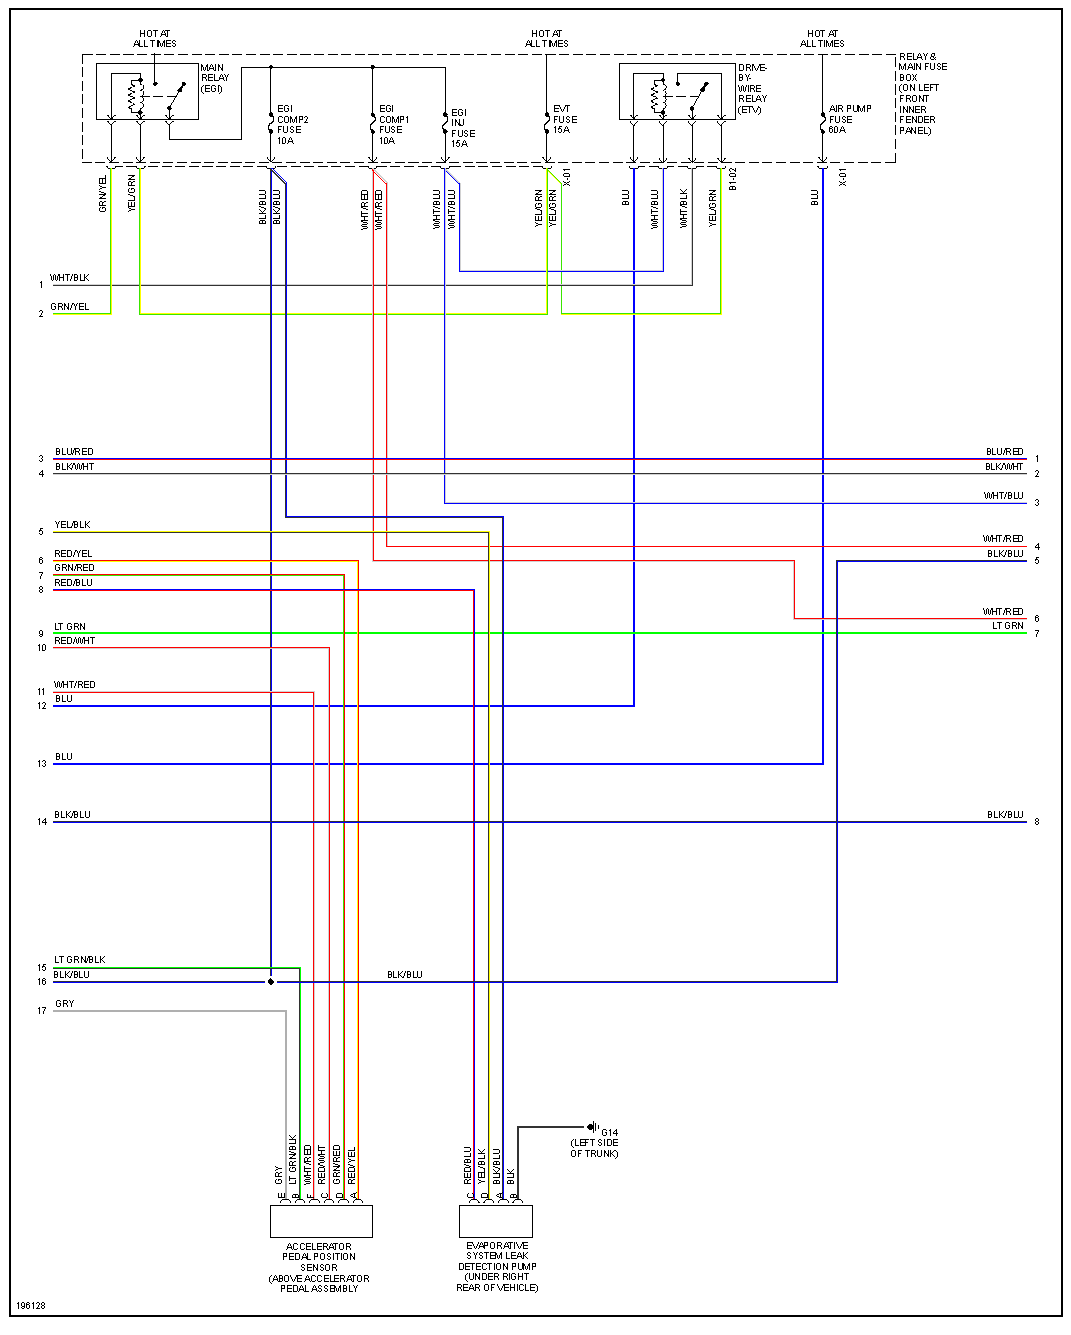 HOT AT
ALL TIMES
HOT AT
ALL TIMES
HOT AT
ALL TIMES
MAIN
RELAY
(EGI)
EGI
COMP2
FUSE
10A
EGI
COMP1
FUSE
10A
EGI
INJ
FUSE
15A
EVT
FUSE
15A
DRIVE-
BY-
WIRE
RELAY
(ETV)
AIR PUMP
FUSE
60A
RELAY &
MAIN FUSE
BOX
(ON LEFT
FRONT
INNER
FENDER
PANEL)
GRN/YEL
YEL/GRN
BLK/BLU
BLK/BLU
WHT/RED
WHT/RED
WHT/BLU
WHT/BLU
YEL/GRN
YEL/GRN
X-01
BLU
WHT/BLU
WHT/BLK
YEL/GRN
B1-02
BLU
X-01
1 WHT/BLK
2 GRN/YEL
3 BLU/RED
BLU/RED 1
4 BLK/WHT
BLK/WHT 2
WHT/BLU 3
5 YEL/BLK
WHT/RED 4
6 RED/YEL
BLK/BLU 5
7 GRN/RED
8 RED/BLU
WHT/RED 6
9 LT GRN
LT GRN 7
10 RED/WHT
11 WHT/RED
12 BLU
13 BLU
14 BLK/BLU
BLK/BLU 8
15 LT GRN/BLK
16 BLK/BLU
BLK/BLU
17 GRY
GRY
LT GRN/BLK
WHT/RED
RED/WHT
GRN/RED
RED/YEL
RED/BLU
YEL/BLK
BLK/BLU
BLK
G14
(LEFT SIDE
OF TRUNK)
E B F C D A
C D A B
ACCELERATOR
PEDAL POSITION
SENSOR
(ABOVE ACCELERATOR
PEDAL ASSEMBLY
EVAPORATIVE
SYSTEM LEAK
DETECTION PUMP
(UNDER RIGHT
REAR OF VEHICLE)
196128